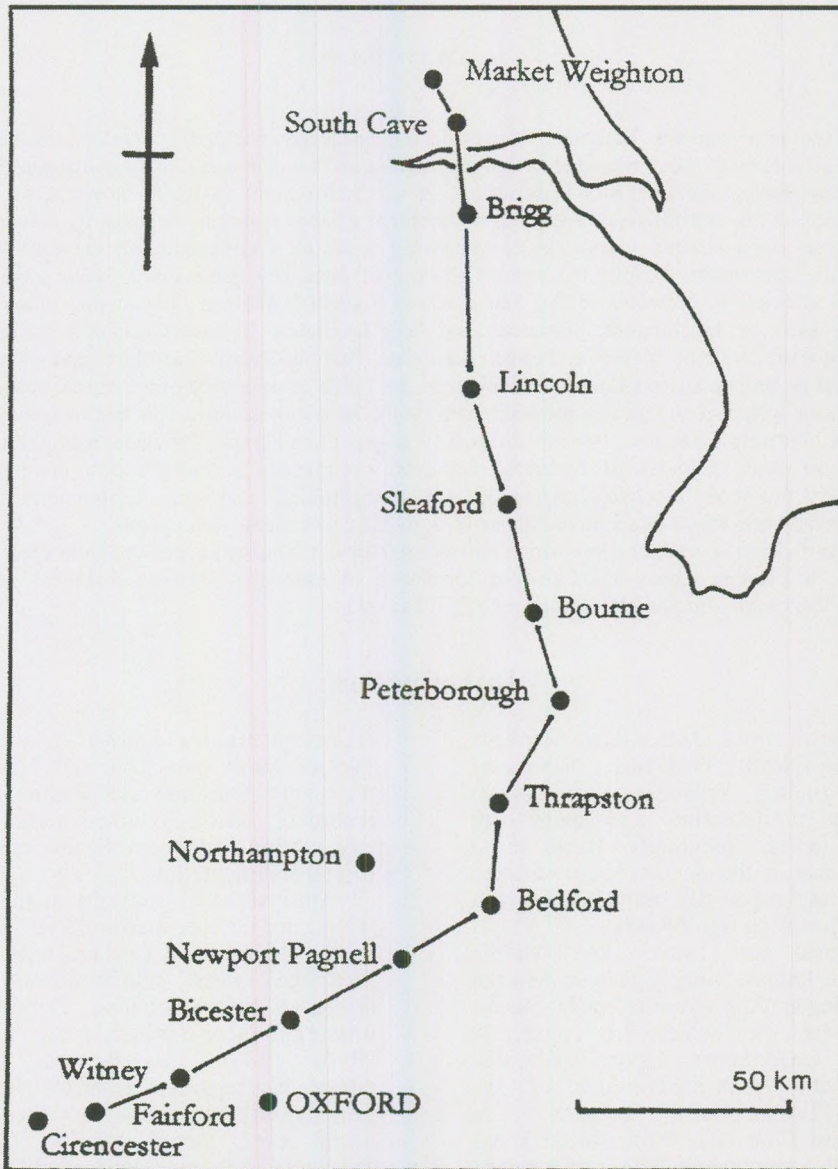 Market Weighton
South Cave
Brigg
Lincoln
Sleaford
Bourne
Peterborough
Thrapston
Northampton
Bedford
Newport Pagnell
Bicester
Witney
50 km
Fairford
OXFORD
Cirencester